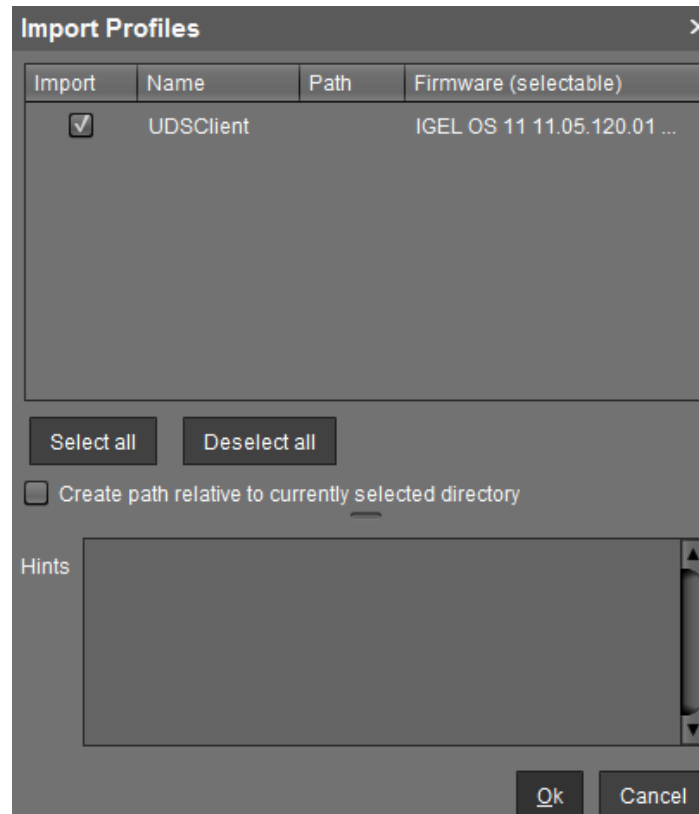 Import Profiles
Import Name Path Firmware (selectable)
UDSClient IGEL OS 11 11.05.120.01 ...
Select all Deselect all
Create path relative to currently selected directory
Hints
Ok Cancel